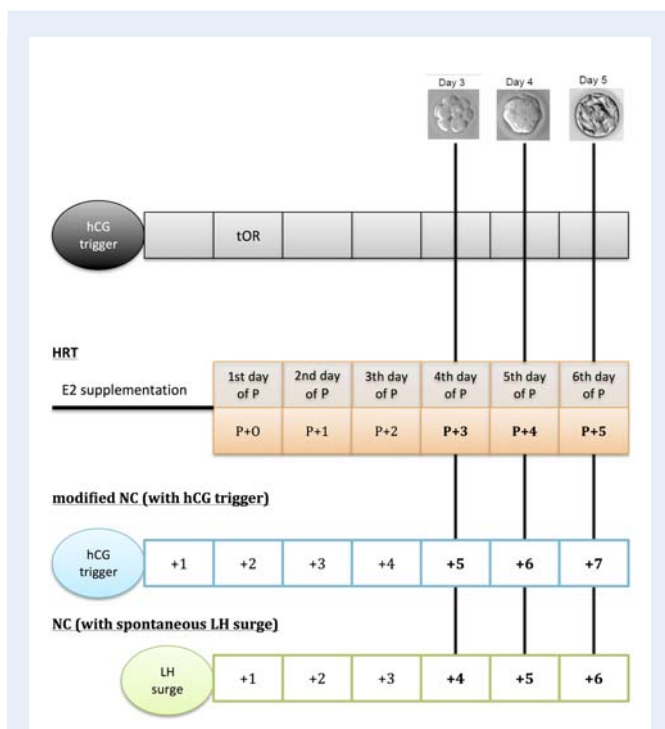 Day 3
Day 4
Day 5
hCG
trigger
tOR
HRT
E2 supplementation
1st day
of P
2nd day
of P
3th day
of P
4th day
of P
5th day
of P
6th day
of P
P+0
P+1
P+2
P+3
P+4
P+5
modified NC (with hCG trigger)
hCG
trigger
+1
+2
+3
+4
+5
+6
+7
NC (with spontaneous LH surge)
LH
surge
+1
+2
+3
+4
+5
+6